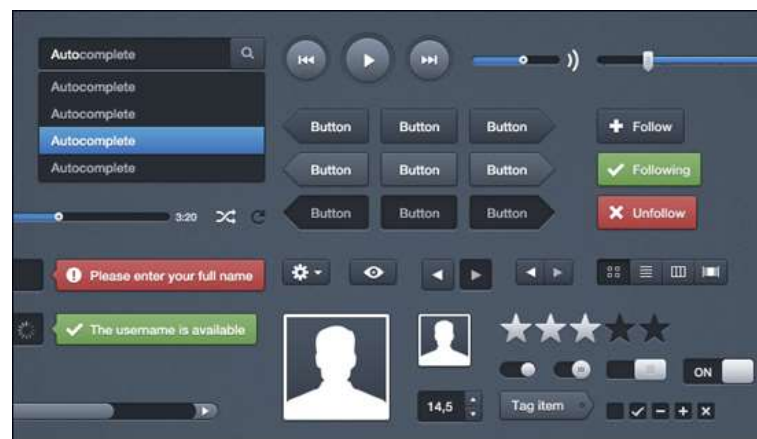 Autocomplete
Autocomplete
Autocomplete
Autocomplete
Autocomplete
Button Button Button
Follow
Button Button Button
Following
Button Button Button
Unfollow
3:20
Please enter your full name
The username is available
ON
14,5
Tag item